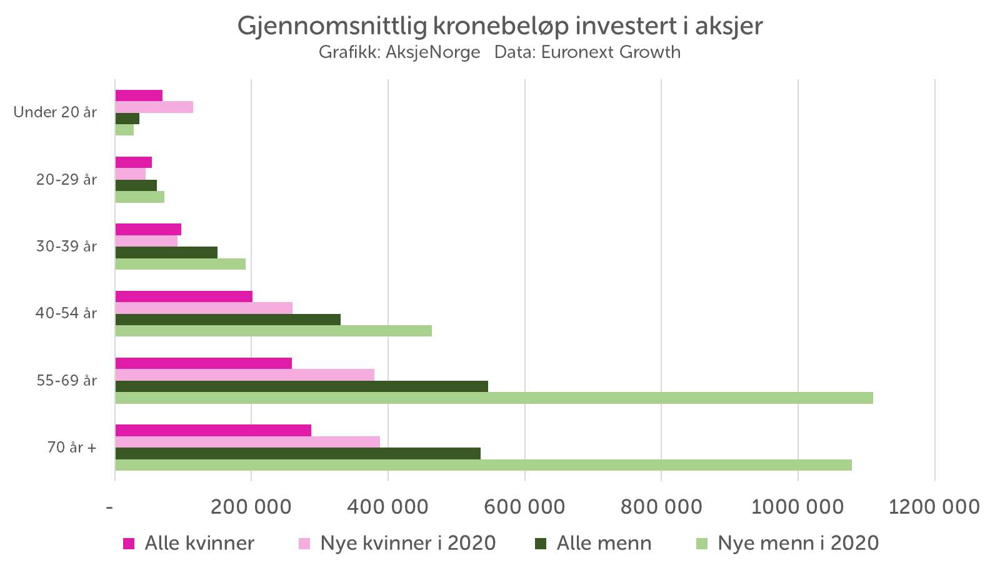 Gjennomsnittlig kronebeløp investert i aksjer
Grafikk: AksjeNorge Data: Euronext Growth
Under 20 år
20-29 år
30-39 år
40-54 år
55-69 år
70 år +
- 200 000 400 000 600 000 800 000 1000 000 1200 000
Alle kvinner Nye kvinner i 2020 Alle menn Nye menn i 2020